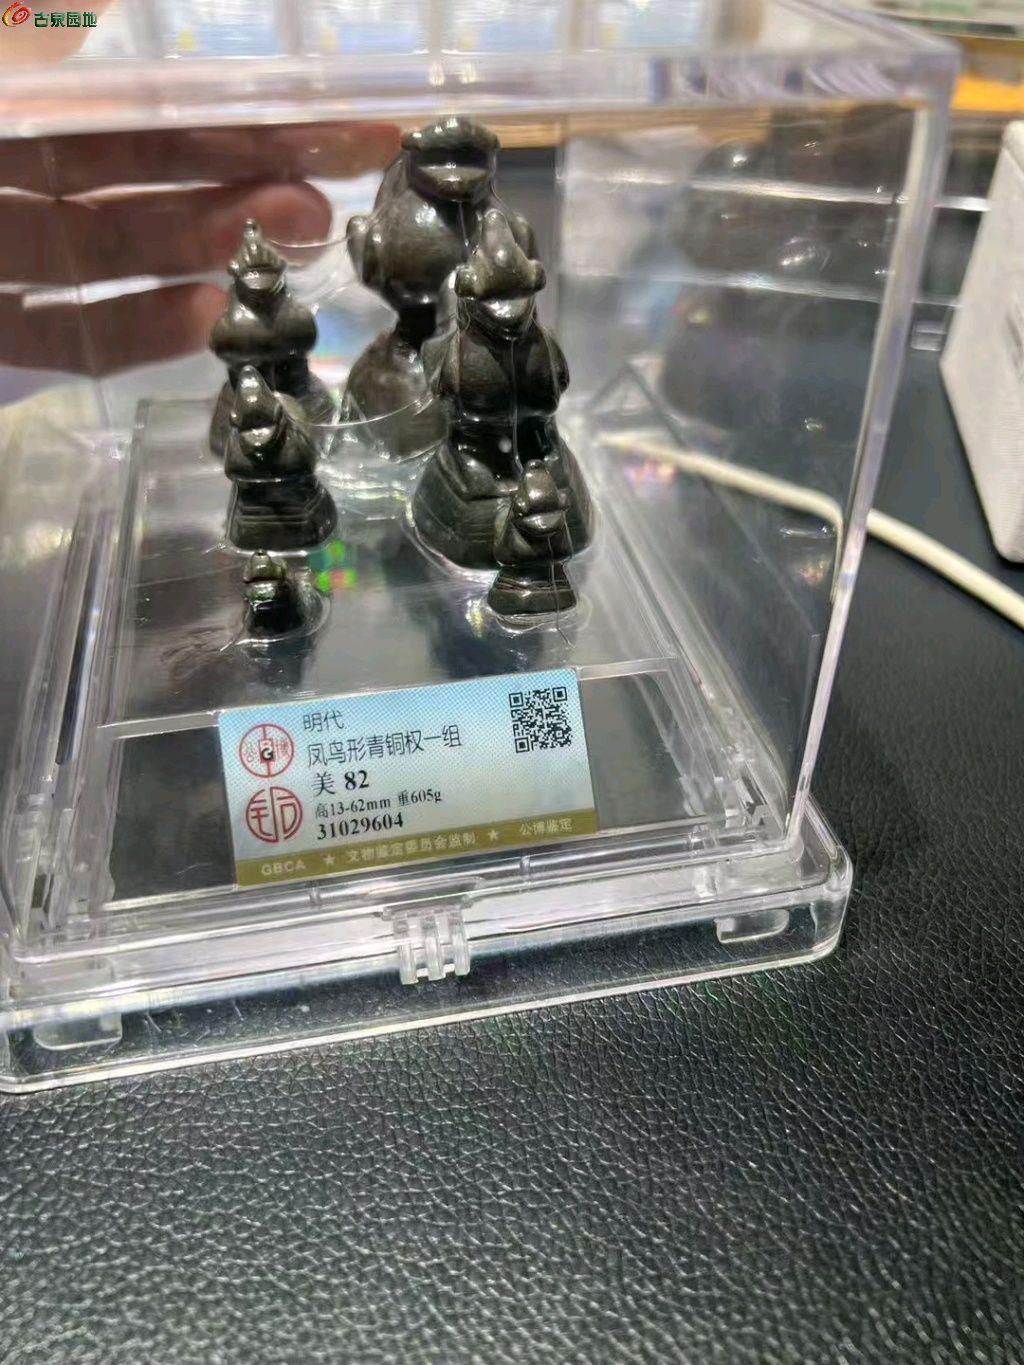 古泉园地
明代
凤鸟形青铜权一组
美 82
高13-62mm 重605g
31029604
GBCA ★ 文物鉴定委员会监制 ★ 公博鉴定
公 G 博